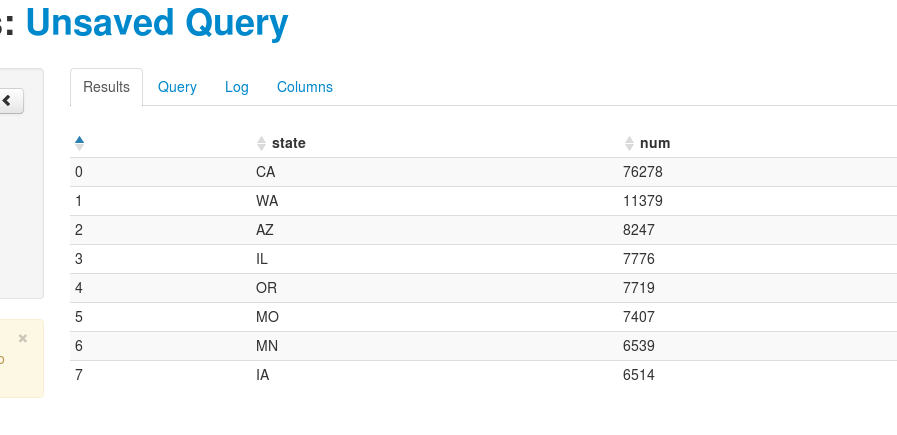 s: Unsaved Query
Results Query Log Columns
state num
0 CA 76278
1 WA 11379
2 AZ 8247
3 IL 7776
4 OR 7719
5 MO 7407
× 
6 MN 6539
7 IA 6514